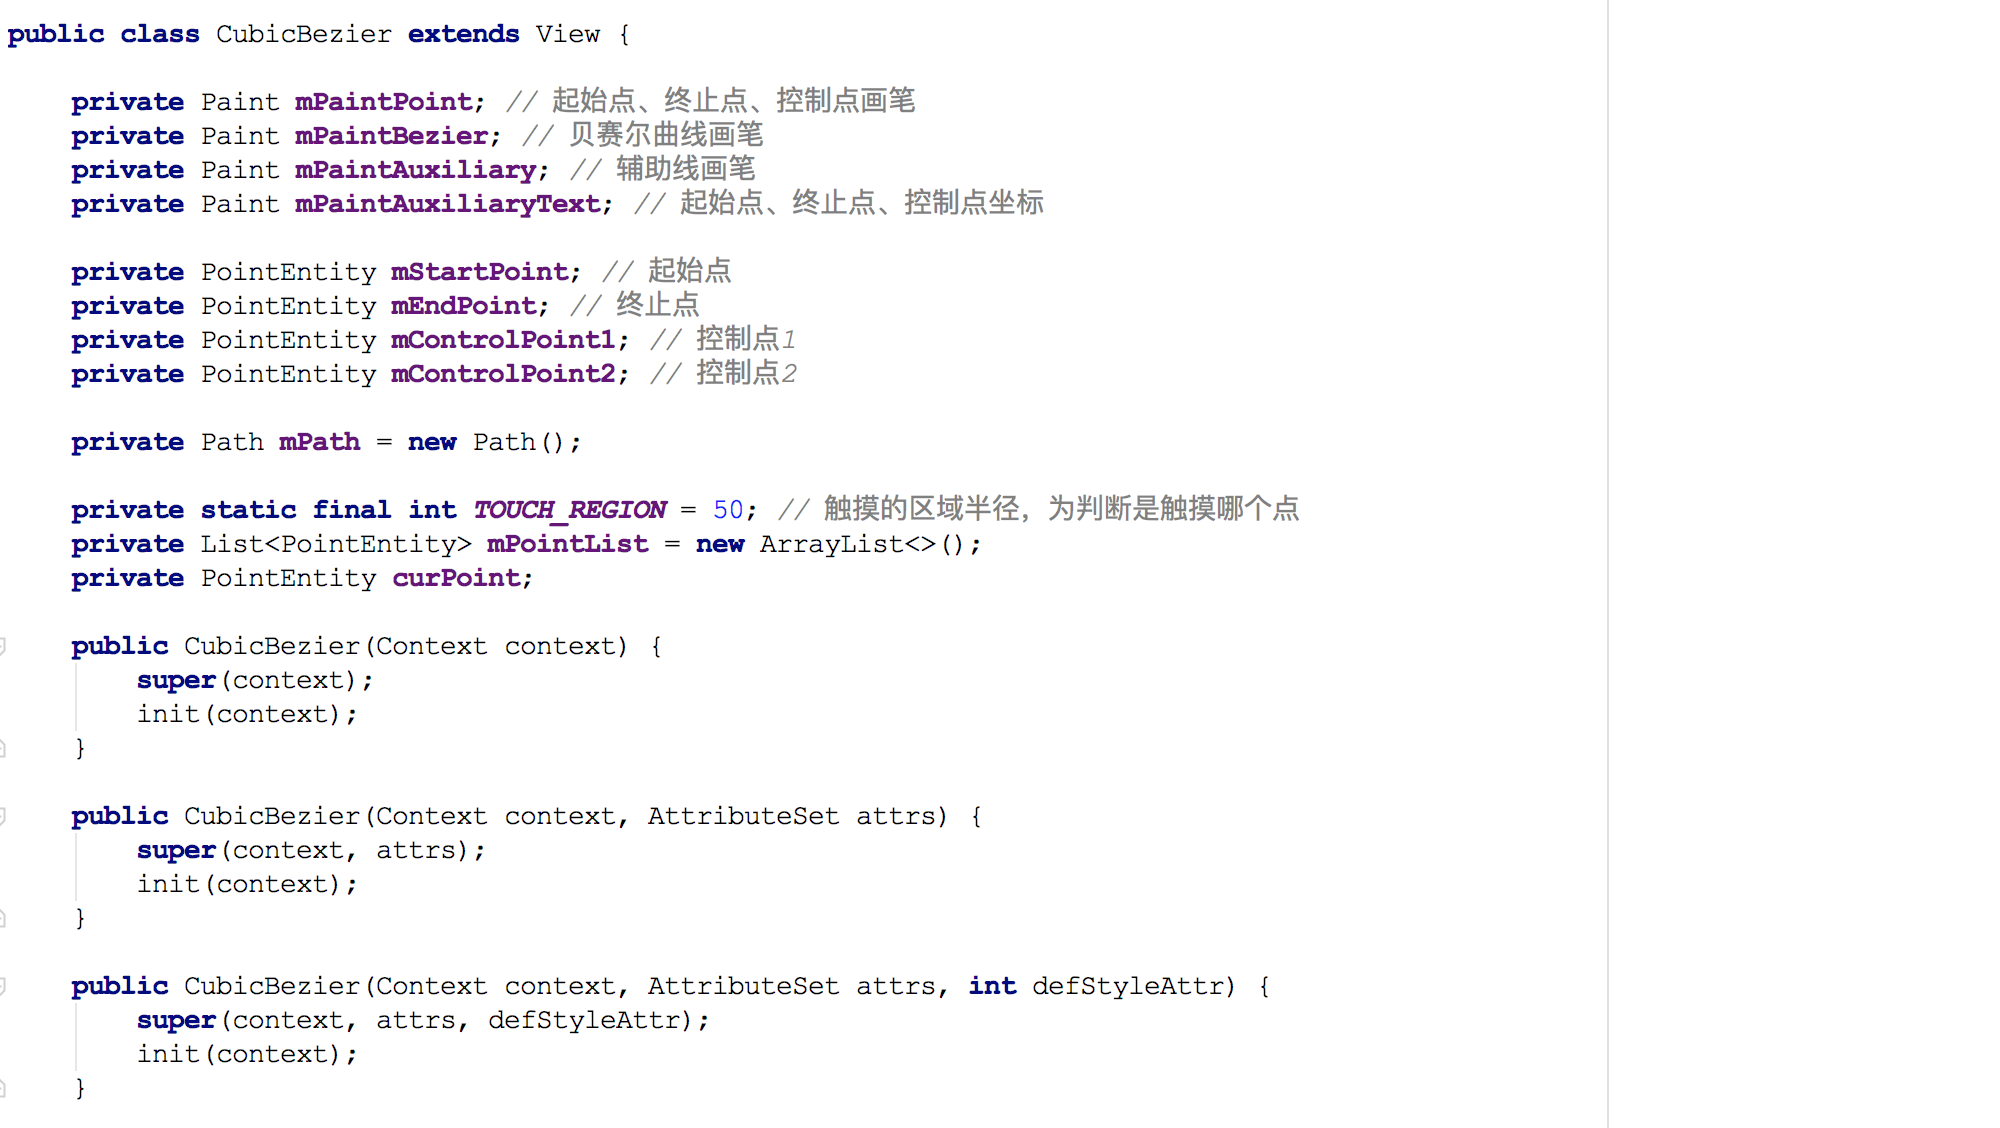 public class CubicBezier extends View {
private Paint mPaintPoint; // 起始点、终止点、控制点画笔
private Paint mPaintBezier; // 贝赛尔曲线画笔
private Paint mPaintAuxiliary; // 辅助线画笔
private Paint mPaintAuxiliaryText; // 起始点、终止点、控制点坐标
private PointEntity mStartPoint; // 起始点
private PointEntity mEndPoint; // 终止点
private PointEntity mControlPoint1; // 控制点1
private PointEntity mControlPoint2; // 控制点2
private Path mPath = new Path();
private static final int TOUCH_REGION = 50; // 触摸的区域半径，为判断是触摸哪个点
private List<PointEntity> mPointList = new ArrayList<>();
private PointEntity curPoint;
public CubicBezier(Context context) {
super(context);
init(context);
}
public CubicBezier(Context context, AttributeSet attrs) {
super(context, attrs);
init(context);
}
public CubicBezier(Context context, AttributeSet attrs, int defStyleAttr) {
super(context, attrs, defStyleAttr);
init(context);
}